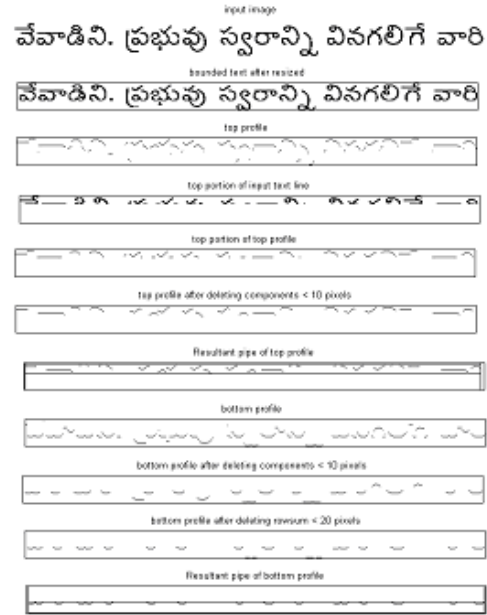 input image
వేవాడిని. ప్రభువు స్వరాన్ని వినగలిగే వారి
bounded text after resized
వేవాడిని. ప్రభువు స్వరాన్ని వినగలిగే వారి
top profile
top portion of input text line
top portion of top profile
top profile after deleting components < 10 pixels
Resultant pipe of top profile
bottom profile
bottom profile after deleting components < 10 pixels
bottom profile after deleting rowsum < 20 pixels
Resultant pipe of bottom profile